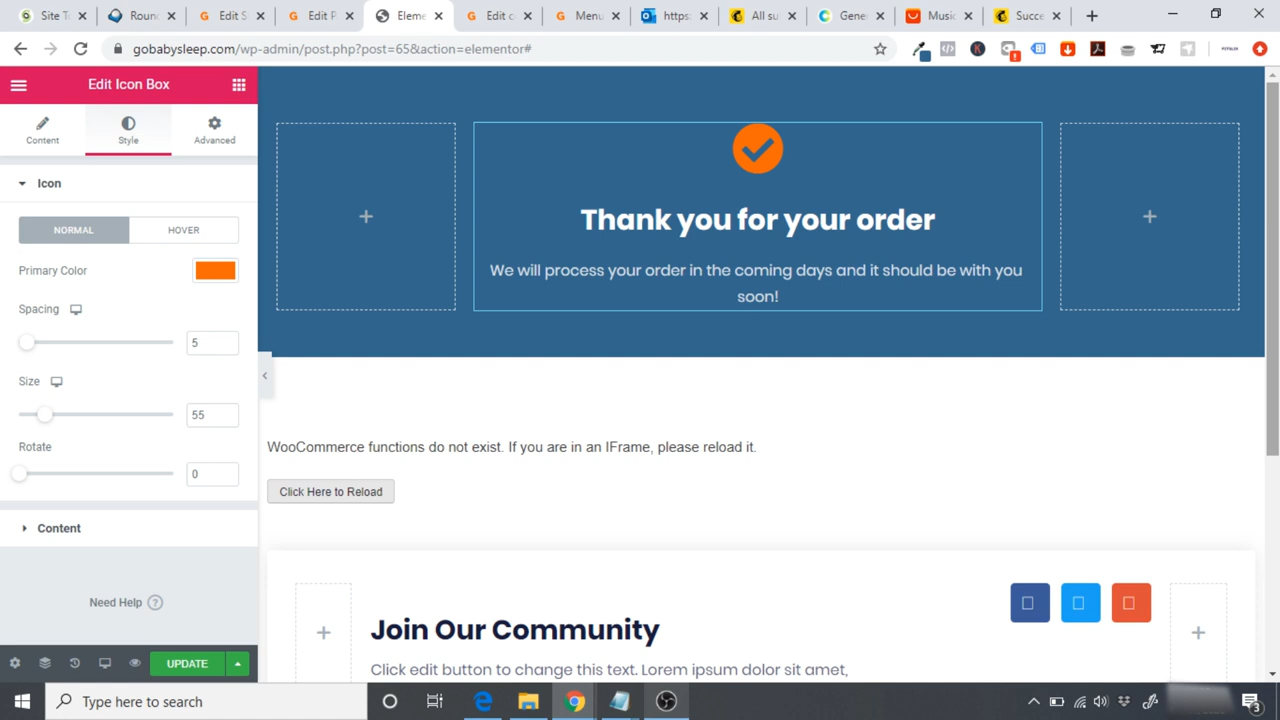 Site T
Roun
Edit S
Edit P
Eleme
Edit c
Menu
https
All su
Gene
Music
Succe
gobabysleep.com/wp-admin/post.php?post=65&action=elementor#
Edit Icon Box
Content
Style
Advanced
Icon
NORMAL
HOVER
Primary Color
Spacing
5
Size
55
Rotate
0
Content
Need Help ?
UPDATE
Thank you for your order
We will process your order in the coming days and it should be with you
soon!
WooCommerce functions do not exist. If you are in an IFrame, please reload it.
Click Here to Reload
Join Our Community
Click edit button to change this text. Lorem ipsum dolor sit amet,
Type here to search
3